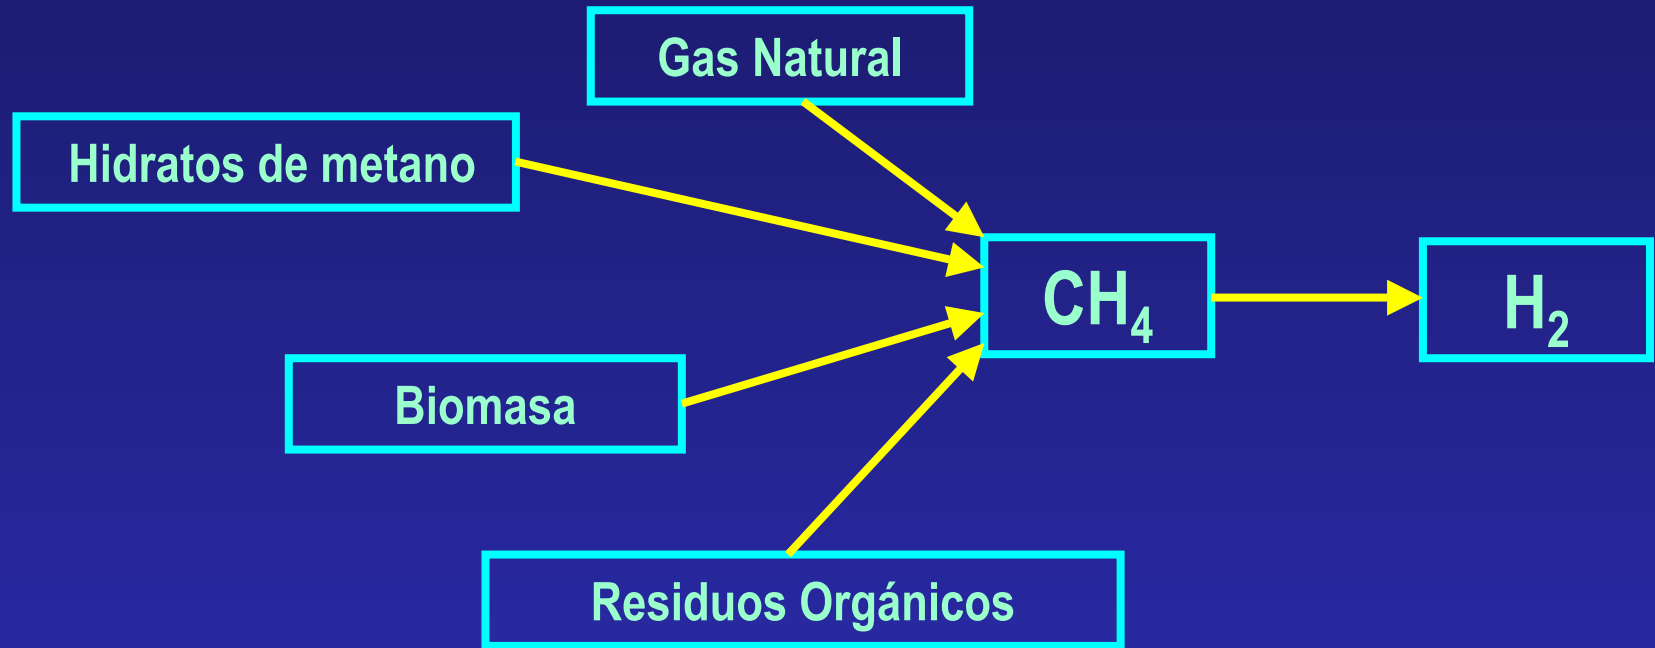 Gas Natural
Hidratos de metano
CH₄
H₂
Biomasa
Residuos Orgánicos